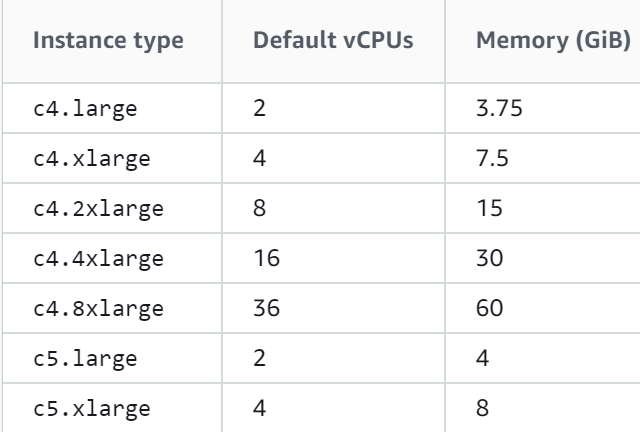 Instance type Default vCPUs Memory (GiB)
c4.large 2 3.75
c4.xlarge 4 7.5
c4.2xlarge 8 15
c4.4xlarge 16 30
c4.8xlarge 36 60
c5.large 2 4
c5.xlarge 4 8